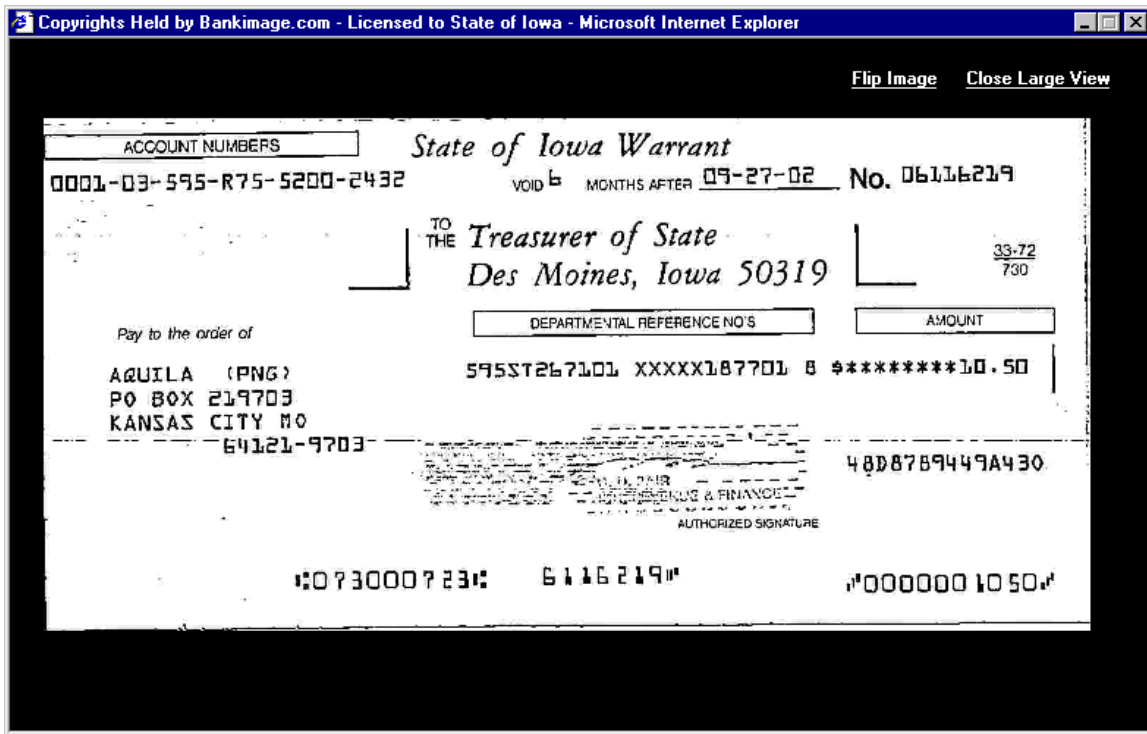 Copyrights Held by Bankimage.com - Licensed to State of Iowa - Microsoft Internet Explorer
Flip Image Close Large View
ACCOUNT NUMBERS
State of Iowa Warrant
0001-03-595-R75-5200-2432
VOID 6 MONTHS AFTER 09-27-02 No. 06116219
TO THE Treasurer of State
Des Moines, Iowa 50319
33-72
730
Pay to the order of
DEPARTMENTAL REFERENCE NO'S
AMOUNT
595ST267101 XXXXX187701 8 $*********10.50
AQUILA (PNG)
PO BOX 219703
KANSAS CITY MO
64121-9703
48D87B9449A430
& FINANCE
AUTHORIZED SIGNATURE
⑆073000723⑆ 6116219⑈ ⑇0000001050⑇